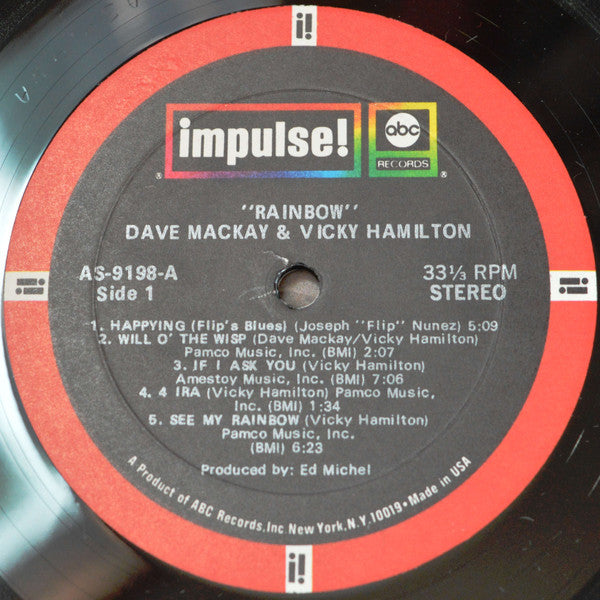 i!
impulse!
abc
RECORDS
®
®
"RAINBOW"
DAVE MACKAY & VICKY HAMILTON
AS-9198-A
33⅓ RPM
Side 1
STEREO
i!
i!
1. HAPPYING (Flip's Blues) (Joseph "Flip" Nunez) 5:09
2. WILL O' THE WISP (Dave Mackay/Vicky Hamilton)
Pamco Music, Inc. (BMI) 2:07
3. IF I ASK YOU (Vicky Hamilton)
Amestoy Music, Inc. (BMI) 7:06
4. 4 IRA (Vicky Hamilton) Pamco Music,
Inc. (BMI) 1:34
5. SEE MY RAINBOW (Vicky Hamilton)
Pamco Music, Inc.
(BMI) 6:23
Produced by: Ed Michel
A Product of ABC Records, Inc. New York, N.Y. 10019 • Made in USA
i!